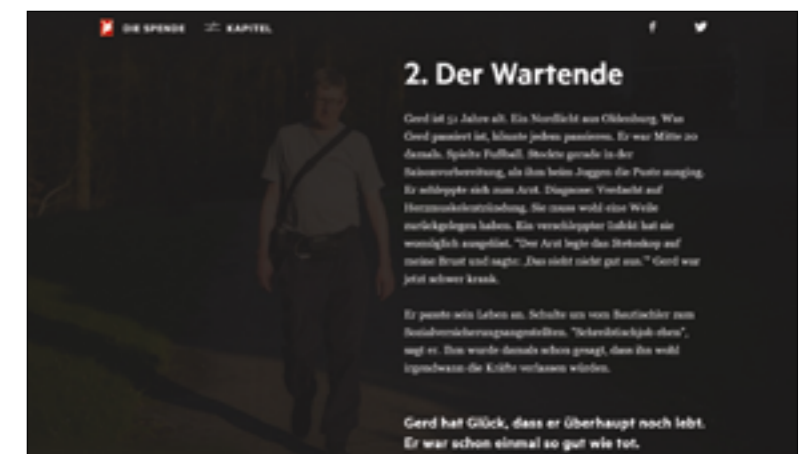 DIE SPENDE KAPITEL
2. Der Wartende
Gerd ist 51 Jahre alt. Ein Nordlicht aus Oldenburg. Was
Gerd passiert ist, könnte jedem passieren. Er war Mitte 20
damals. Spielte Fußball. Steckte gerade in der
Saisonvorbereitung, als ihm beim Joggen die Puste ausging.
Er schleppte sich zum Arzt. Diagnose: Verdacht auf
Herzmuskelentzündung. Sie muss wohl eine Weile
zurückgelegen haben. Ein verschleppter Infekt hat sie
womöglich ausgelöst. "Der Arzt legte das Stetoskop auf
meine Brust und sagte: ‚Das sieht nicht gut aus.'" Gerd war
jetzt schwer krank.
Er passte sein Leben an. Schulte um vom Bautischler zum
Sozialversicherungsangestellten. "Schreibtischjob eben",
sagt er. Ihm wurde damals schon gesagt, dass ihn wohl
irgendwann die Kräfte verlassen würden.
Gerd hat Glück, dass er überhaupt noch lebt.
Er war schon einmal so gut wie tot.